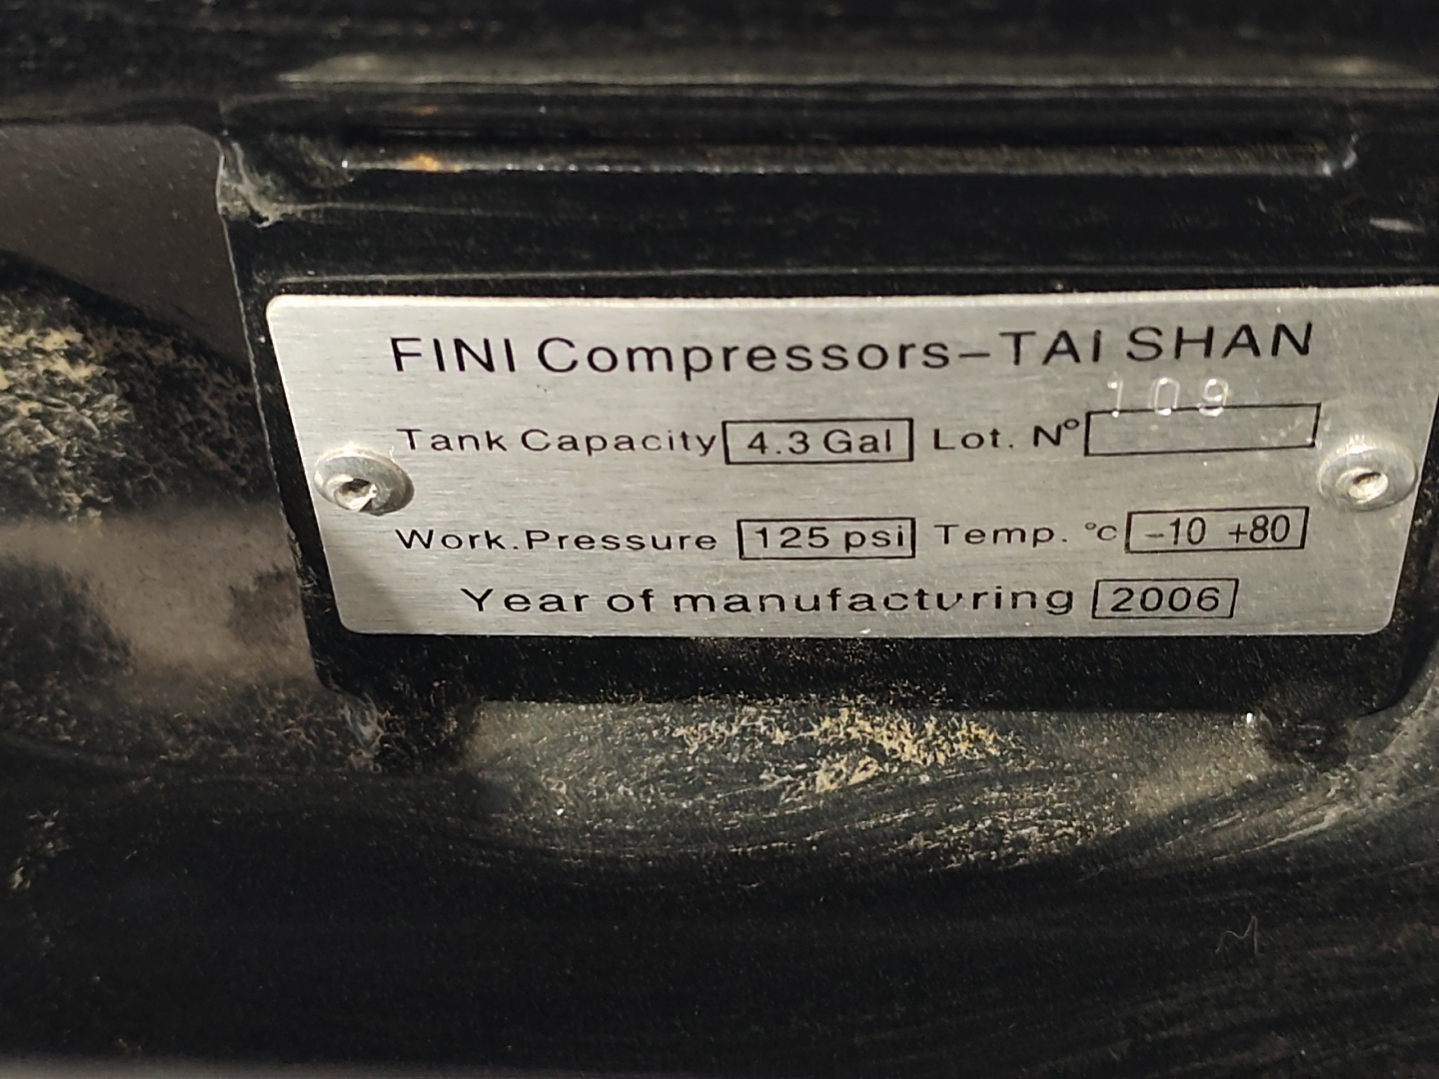 FINI Compressors-TAI SHAN
Tank Capacity 4.3 Gal Lot. Nº 109
Work.Pressure 125 psi Temp. °c -10 +80
Year of manufacturing 2006